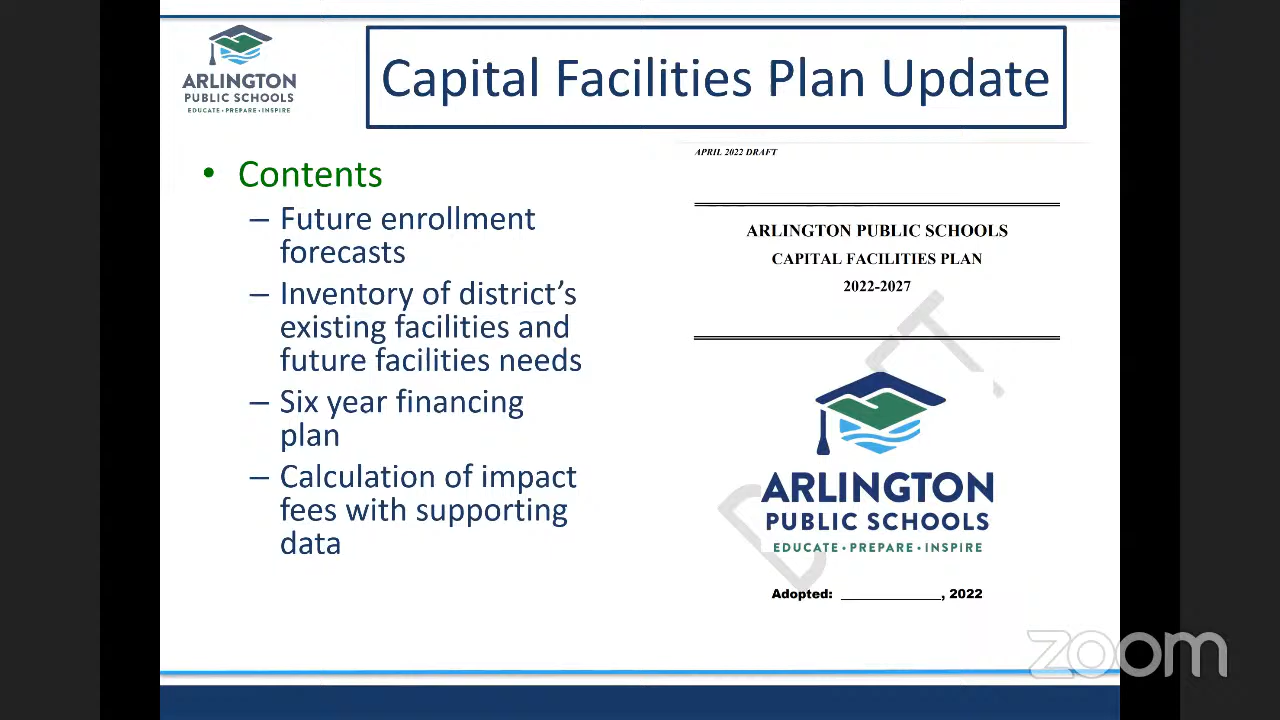 ARLINGTON
PUBLIC SCHOOLS
EDUCATE • PREPARE • INSPIRE
Capital Facilities Plan Update
• Contents
– Future enrollment
forecasts
– Inventory of district’s
existing facilities and
future facilities needs
– Six year financing
plan
– Calculation of impact
fees with supporting
data
APRIL 2022 DRAFT
ARLINGTON PUBLIC SCHOOLS
CAPITAL FACILITIES PLAN
2022-2027
DRAFT
ARLINGTON
PUBLIC SCHOOLS
EDUCATE • PREPARE • INSPIRE
Adopted: ______________, 2022
zoom